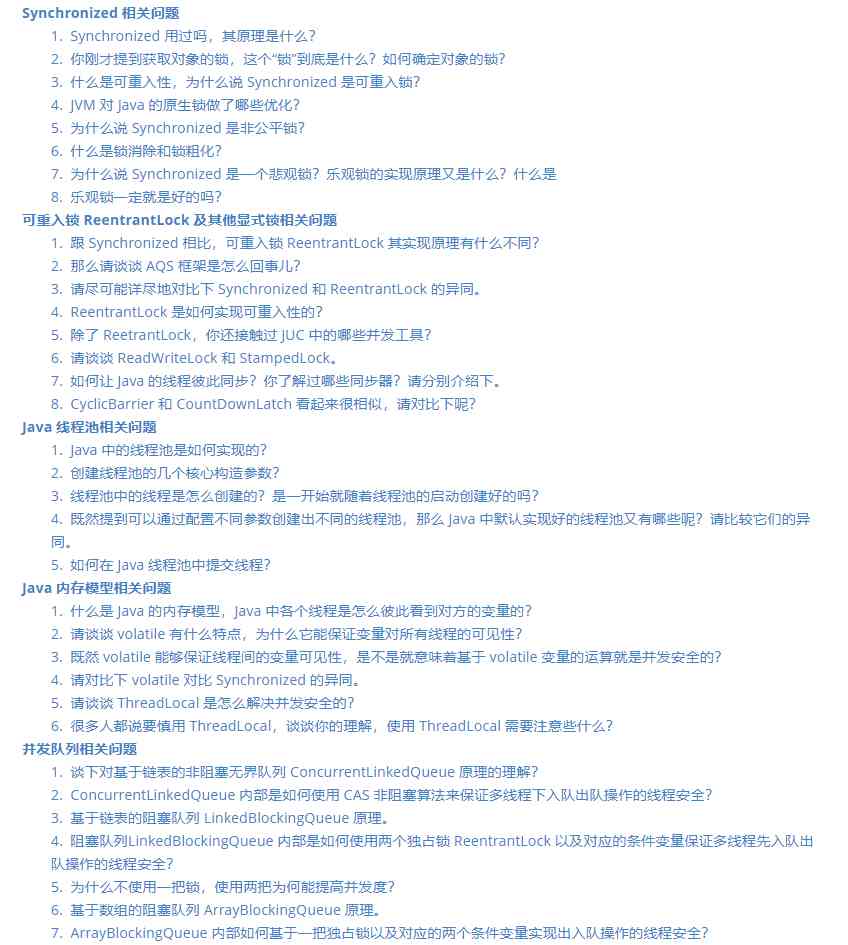 Synchronized 相关问题
1. Synchronized 用过吗，其原理是什么？
2. 你刚才提到获取对象的锁，这个“锁”到底是什么？如何确定对象的锁？
3. 什么是可重入性，为什么说 Synchronized 是可重入锁？
4. JVM 对 Java 的原生锁做了哪些优化？
5. 为什么说 Synchronized 是非公平锁？
6. 什么是锁消除和锁粗化？
7. 为什么说 Synchronized 是一个悲观锁？乐观锁的实现原理又是什么？什么是
8. 乐观锁一定就是好的吗？
可重入锁 ReentrantLock 及其他显式锁相关问题
1. 跟 Synchronized 相比，可重入锁 ReentrantLock 其实现原理有什么不同？
2. 那么请谈谈 AQS 框架是怎么回事儿？
3. 请尽可能详尽地对比下 Synchronized 和 ReentrantLock 的异同。
4. ReentrantLock 是如何实现可重入性的？
5. 除了 ReetrantLock，你还接触过 JUC 中的哪些并发工具？
6. 请谈谈 ReadWriteLock 和 StampedLock。
7. 如何让 Java 的线程彼此同步？你了解过哪些同步器？请分别介绍下。
8. CyclicBarrier 和 CountDownLatch 看起来很相似，请对比下呢？
Java 线程池相关问题
1. Java 中的线程池是如何实现的？
2. 创建线程池的几个核心构造参数？
3. 线程池中的线程是怎么创建的？是一开始就随着线程池的启动创建好的吗？
4. 既然提到可以通过配置不同参数创建出不同的线程池，那么 Java 中默认实现好的线程池又有哪些呢？请比较它们的异
同。
5. 如何在 Java 线程池中提交线程？
Java 内存模型相关问题
1. 什么是 Java 的内存模型，Java 中各个线程是怎么彼此看到对方的变量的？
2. 请谈谈 volatile 有什么特点，为什么它能保证变量对所有线程的可见性？
3. 既然 volatile 能够保证线程间的变量可见性，是不是就意味着基于 volatile 变量的运算就是并发安全的？
4. 请对比下 volatile 对比 Synchronized 的异同。
5. 请谈谈 ThreadLocal 是怎么解决并发安全的？
6. 很多人都说要慎用 ThreadLocal，谈谈你的理解，使用 ThreadLocal 需要注意些什么？
并发队列相关问题
1. 谈下对基于链表的非阻塞无界队列 ConcurrentLinkedQueue 原理的理解？
2. ConcurrentLinkedQueue 内部是如何使用 CAS 非阻塞算法来保证多线程下入队出队操作的线程安全？
3. 基于链表的阻塞队列 LinkedBlockingQueue 原理。
4. 阻塞队列LinkedBlockingQueue 内部是如何使用两个独占锁 ReentrantLock 以及对应的条件变量保证多线程先入队出
队操作的线程安全？
5. 为什么不使用一把锁，使用两把为何能提高并发度？
6. 基于数组的阻塞队列 ArrayBlockingQueue 原理。
7. ArrayBlockingQueue 内部如何基于一把独占锁以及对应的两个条件变量实现出入队操作的线程安全？